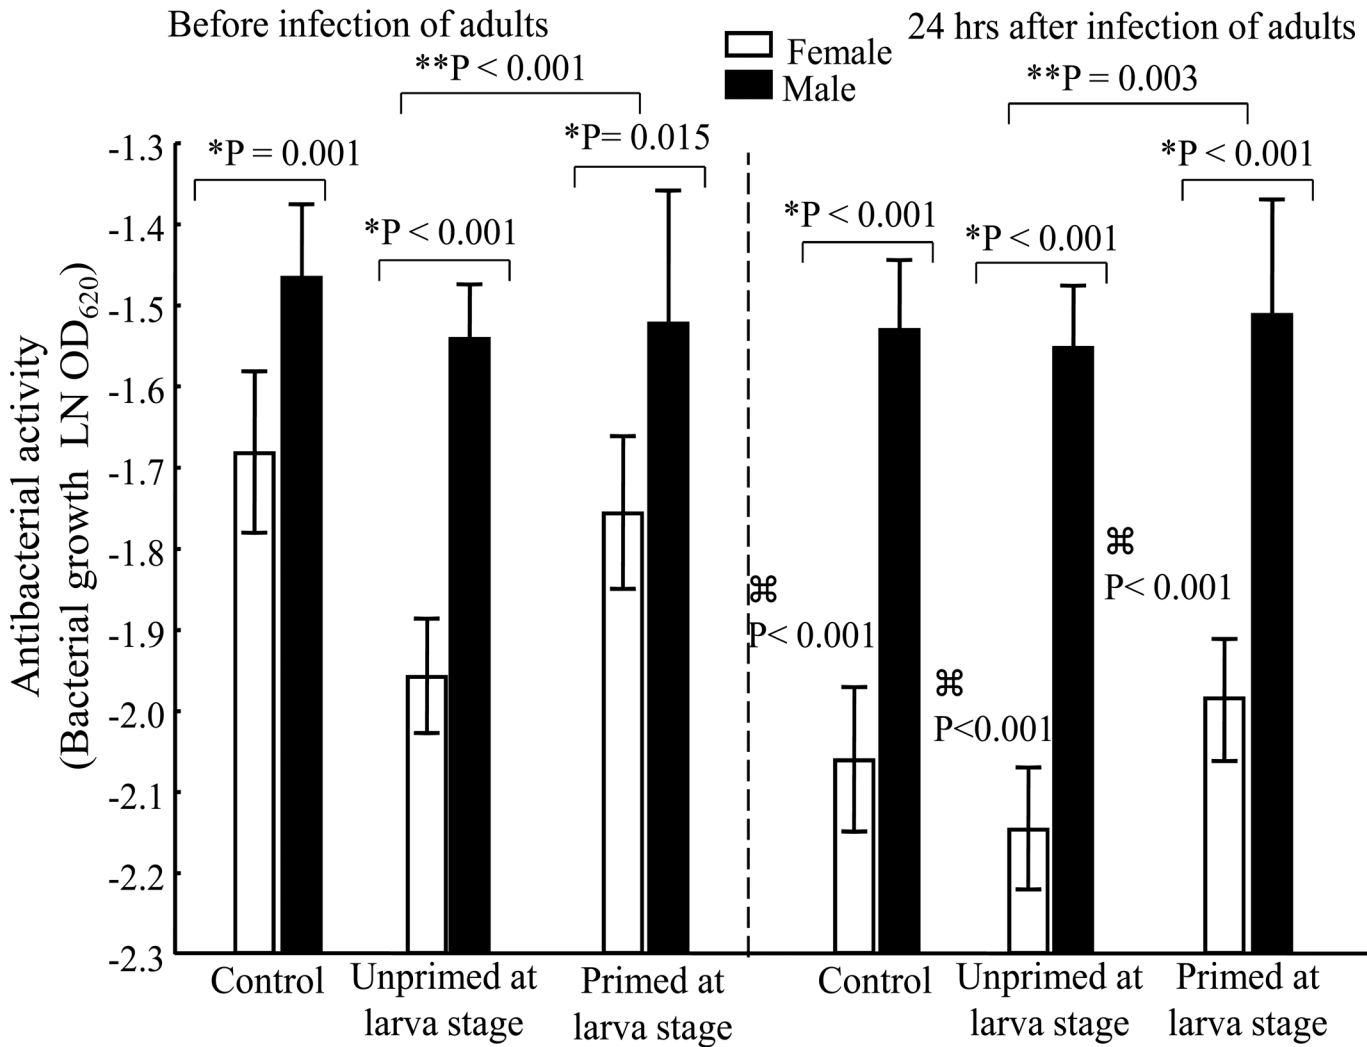 Before infection of adults
24 hrs after infection of adults
Female
Male
**P < 0.001
**P = 0.003
*P = 0.001
*P < 0.001
*P= 0.015
*P < 0.001
*P < 0.001
*P < 0.001
Antibacterial activity
(Bacterial growth LN OD620)
-1.3
-1.4
-1.5
-1.6
-1.7
-1.8
-1.9
-2.0
-2.1
-2.2
-2.3
⌘
P< 0.001
⌘
P<0.001
⌘
P< 0.001
Control
Unprimed at
larva stage
Primed at
larva stage
Control
Unprimed at
larva stage
Primed at
larva stage